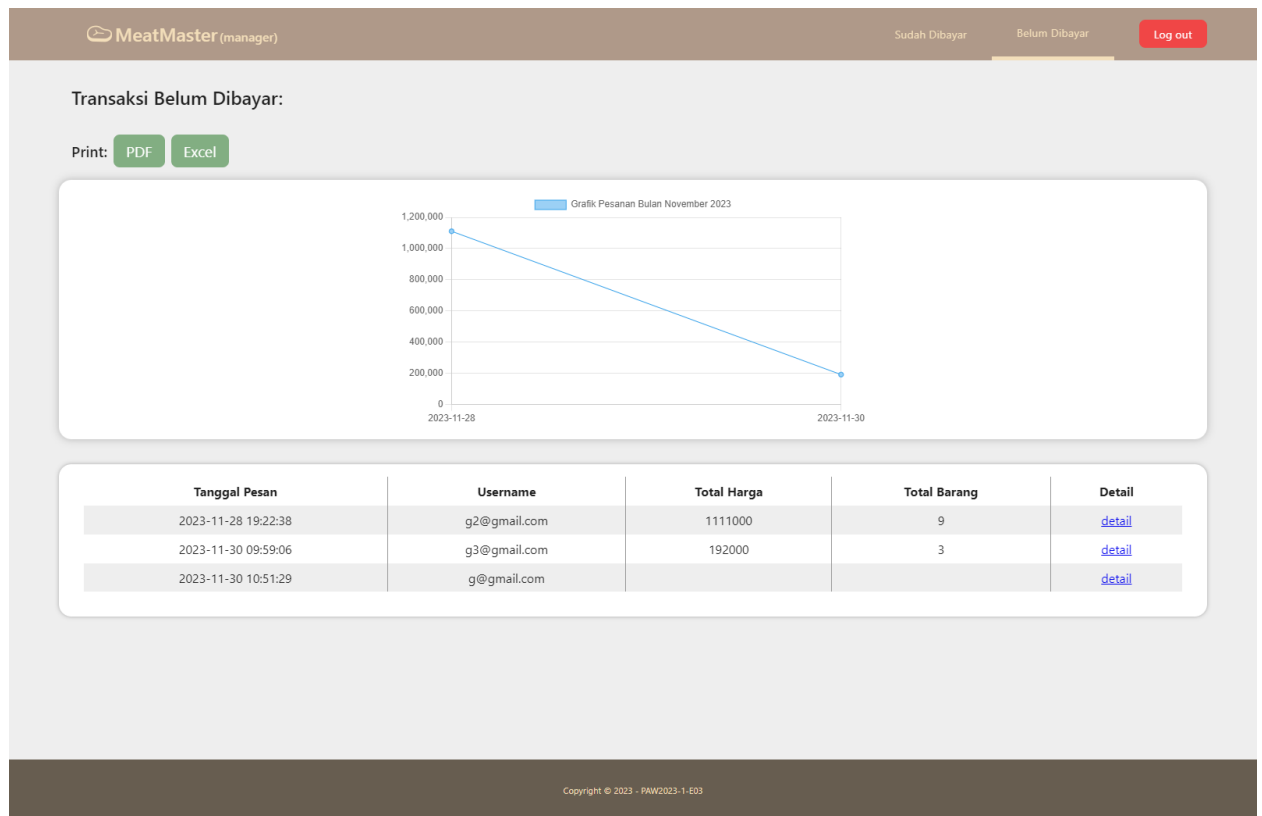 MeatMaster (manager) Sudah Dibayar Belum Dibayar Log out
Transaksi Belum Dibayar:
Print: PDF Excel
Grafik Pesanan Bulan November 2023
1,200,000
1,000,000
800,000
600,000
400,000
200,000
0
2023-11-28 2023-11-30
Tanggal Pesan Username Total Harga Total Barang Detail
2023-11-28 19:22:38 g2@gmail.com 1111000 9 detail
2023-11-30 09:59:06 g3@gmail.com 192000 3 detail
2023-11-30 10:51:29 g@gmail.com detail
Copyright © 2023 - PAW2023-1-E03